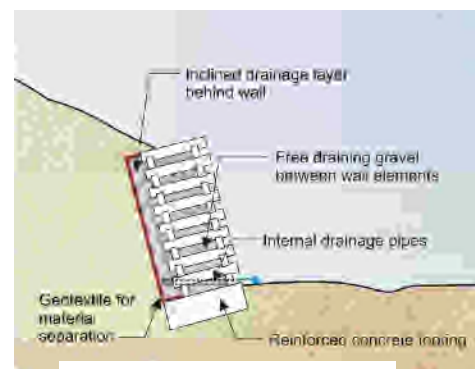 Inclined drainage layer
behind wall
Free draining gravel
between wall elements
Internal drainage pipes
Geotextile for
material
separation
Reinforced concrete footing